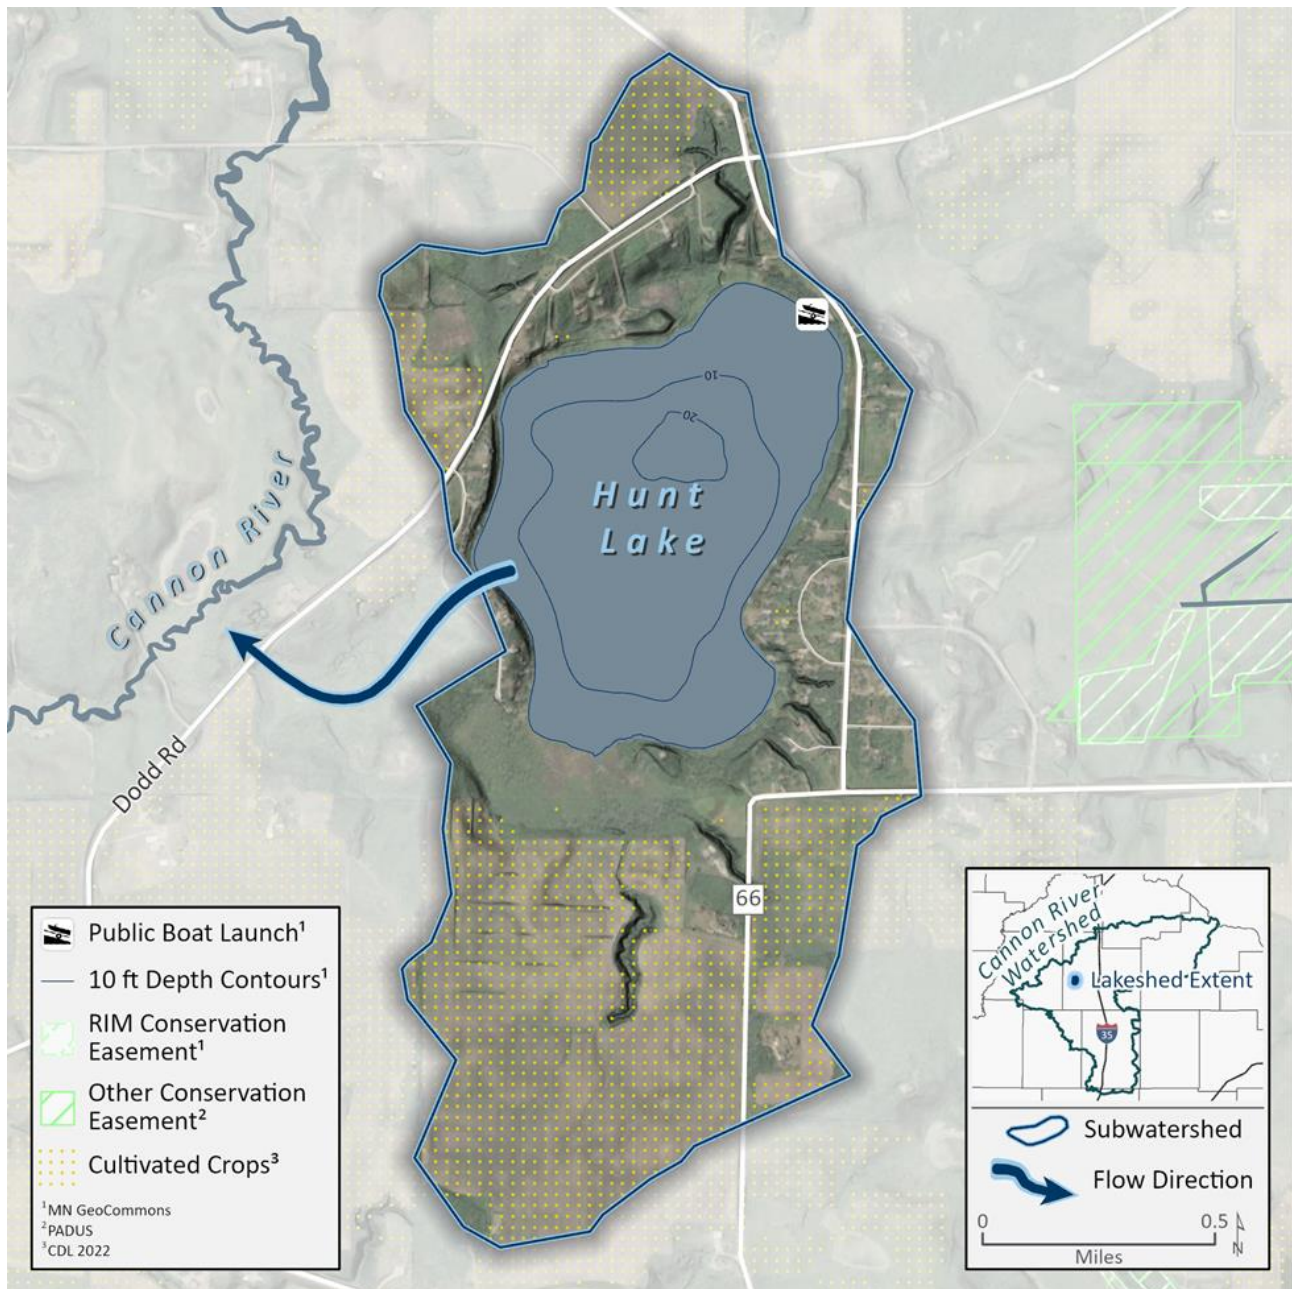 10
20
Hunt
Lake
Cannon River
Dodd Rd
66
Public Boat Launch¹
10 ft Depth Contours¹
RIM Conservation
Easement¹
Other Conservation
Easement²
Cultivated Crops³
¹MN GeoCommons
²PADUS
³CDL 2022
Cannon River
Watershed
Lakeshed Extent
35
Subwatershed
Flow Direction
0 0.5
Miles
N